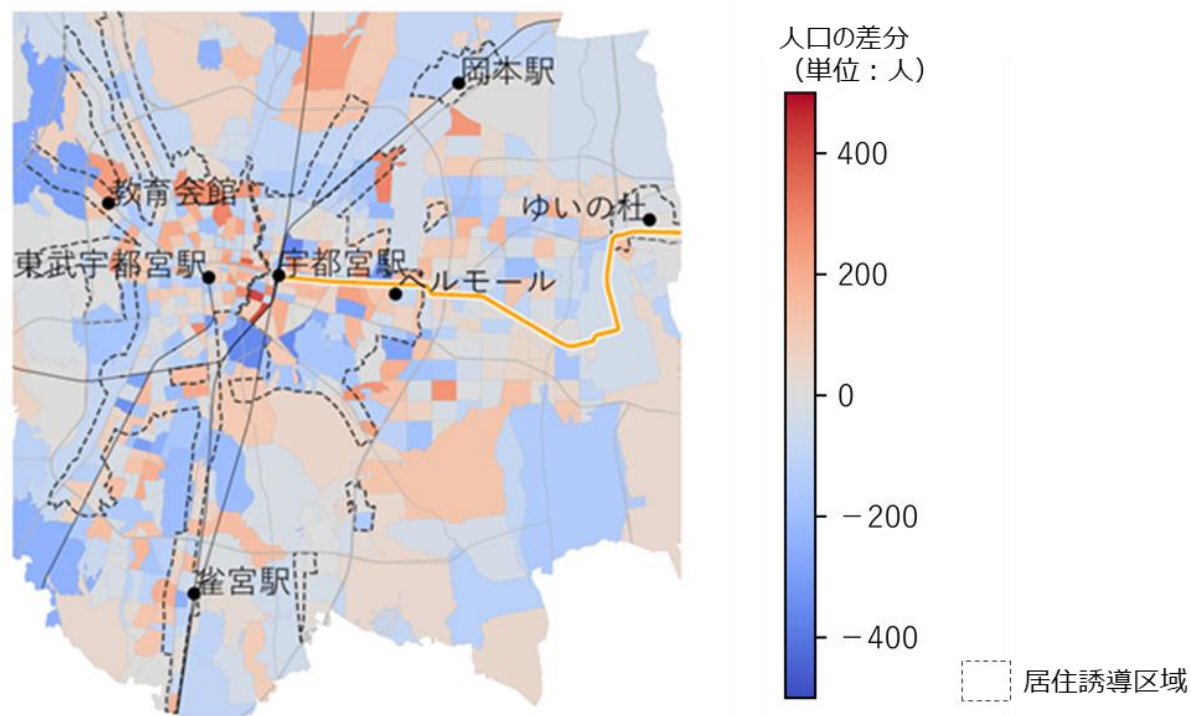 人口の差分
(単位：人)
岡本駅
教育会館
ゆいの杜
東武宇都宮駅
宇都宮駅
ベルモール
雀宮駅
400
200
0
−200
−400
居住誘導区域